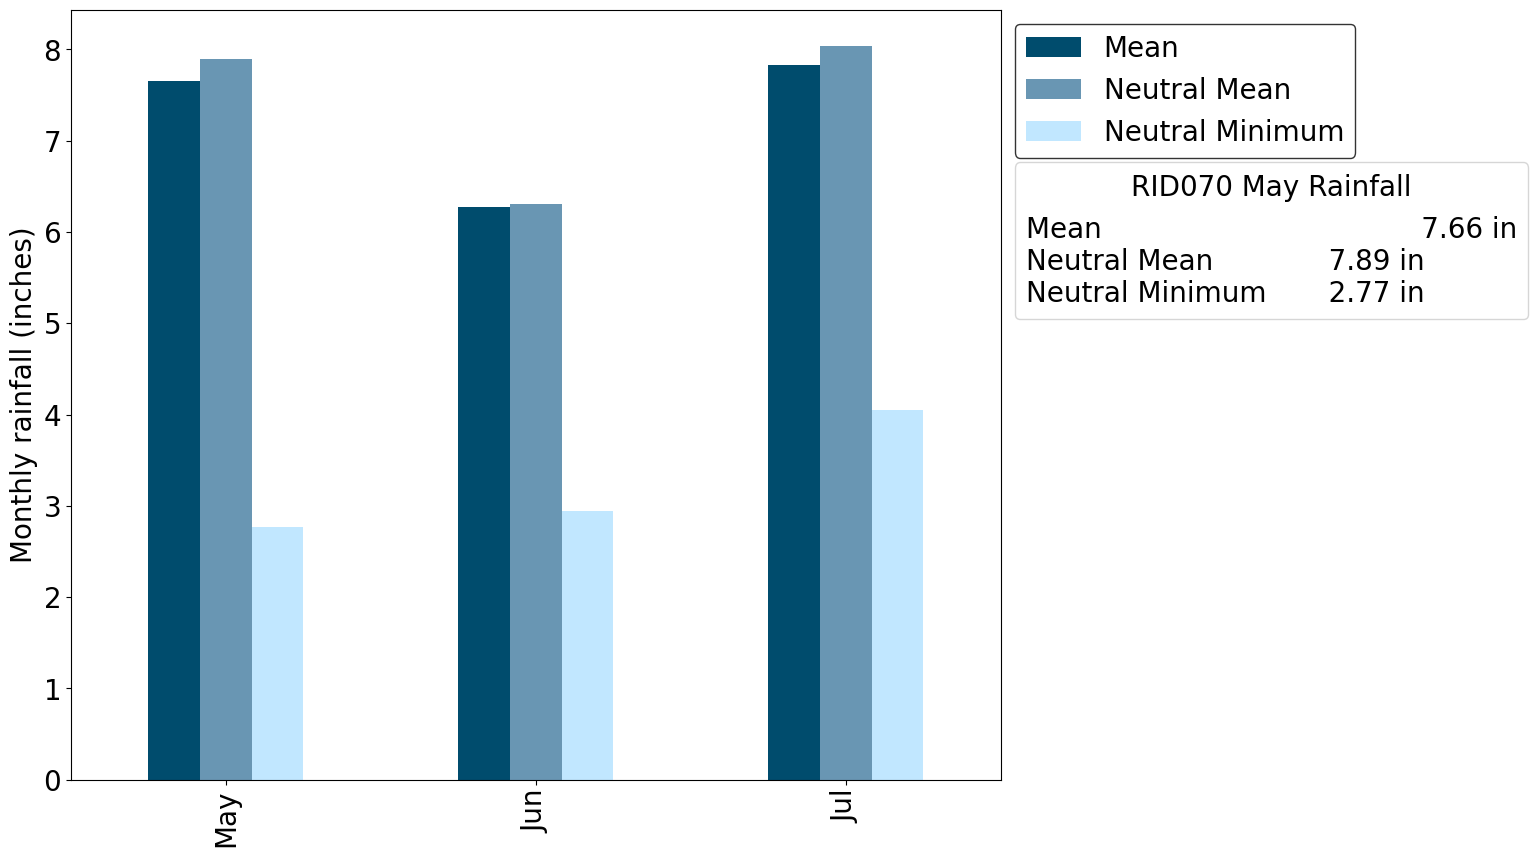 Monthly rainfall (inches)
8
7
6
5
4
3
2
1
0
May
Jun
Jul
Mean
Neutral Mean
Neutral Minimum
RID070 May Rainfall
Mean 7.66 in
Neutral Mean 7.89 in
Neutral Minimum 2.77 in